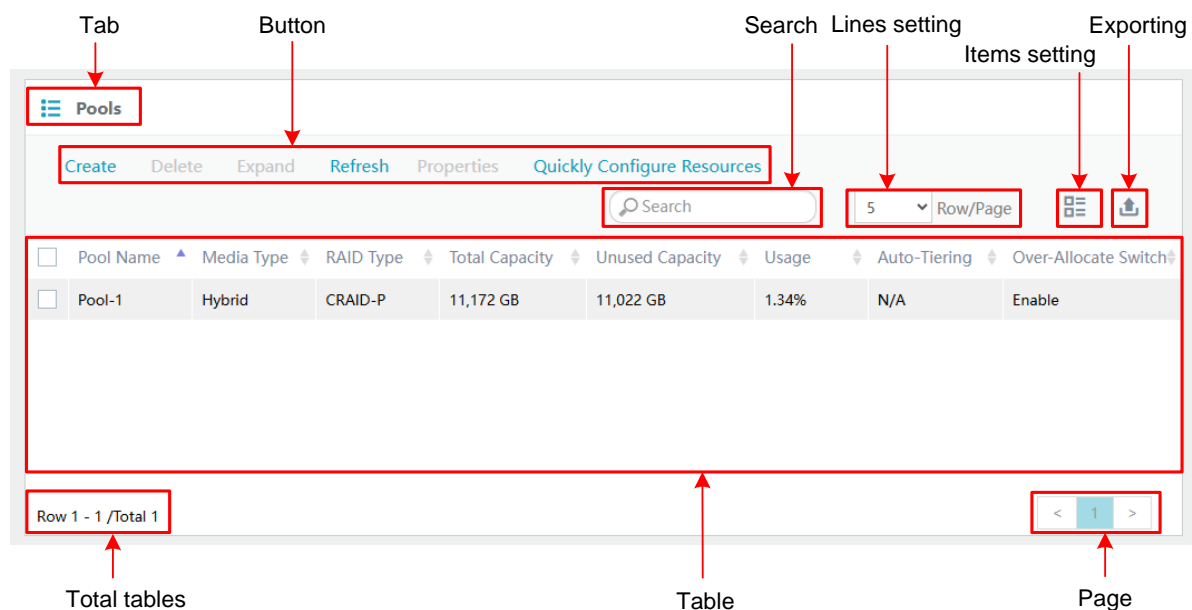 Tab Button Search Lines setting Exporting
Items setting
Pools
Create Delete Expand Refresh Properties Quickly Configure Resources
Search 5 Row/Page
Pool Name Media Type RAID Type Total Capacity Unused Capacity Usage Auto-Tiering Over-Allocate Switch
Pool-1 Hybrid CRAID-P 11,172 GB 11,022 GB 1.34% N/A Enable
Row 1 - 1 /Total 1 < 1 >
Total tables Table Page